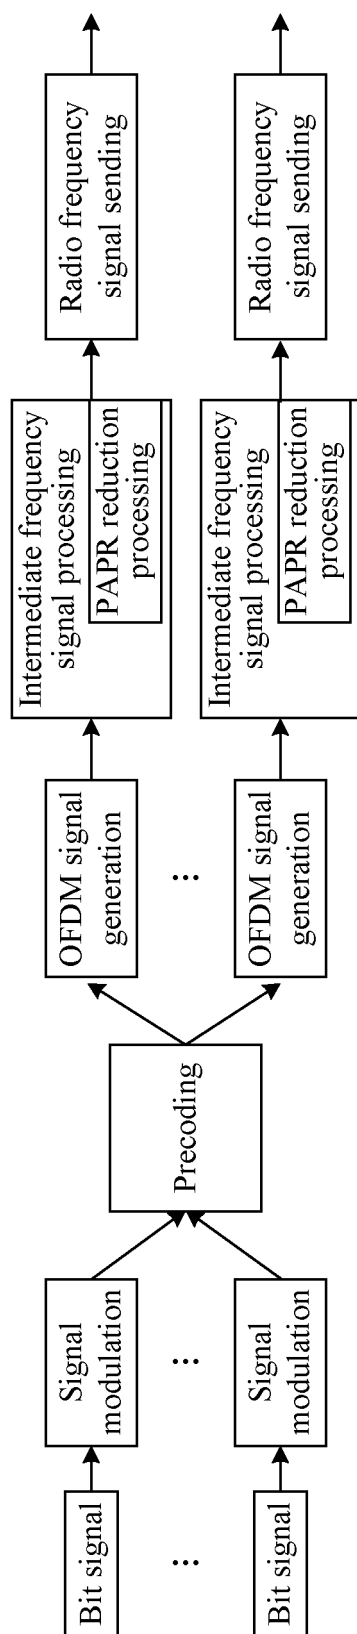 Bit signal
Signal
modulation
...
Bit signal
...
Signal
modulation
Precoding
OFDM signal
generation
...
OFDM signal
generation
Intermediate frequency
signal processing
PAPR reduction
processing
Radio frequency
signal sending
Intermediate frequency
signal processing
PAPR reduction
processing
Radio frequency
signal sending